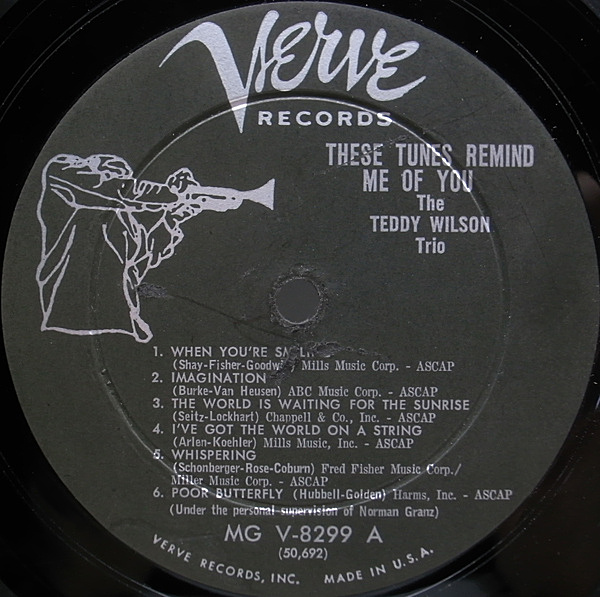 Verve
RECORDS
THESE TUNES REMIND
ME OF YOU
The
TEDDY WILSON
Trio
1. WHEN YOU'RE
(Shay-Fisher-Goodwi Mills Music Corp. - ASCAP
2. IMAGINATION
(Burke-Van Heusen) ABC Music Corp. - ASCAP
3. THE WORLD IS WAITING FOR THE SUNRISE
(Seitz-Lockhart) Chappell & Co., Inc. - ASCAP
4. I'VE GOT THE WORLD ON A STRING
(Arlen-Koehler) Mills Music, Inc. - ASCAP
5. WHISPERING
(Schonberger-Rose-Coburn) Fred Fisher Music Corp./
Miller Music Corp. - ASCAP
6. POOR BUTTERFLY (Hubbell-Golden) Harms, Inc. - ASCAP
(Under the personal supervision of Norman Granz)
MG V-8299 A
(50,692)
VERVE RECORDS, INC. MADE IN U.S.A.